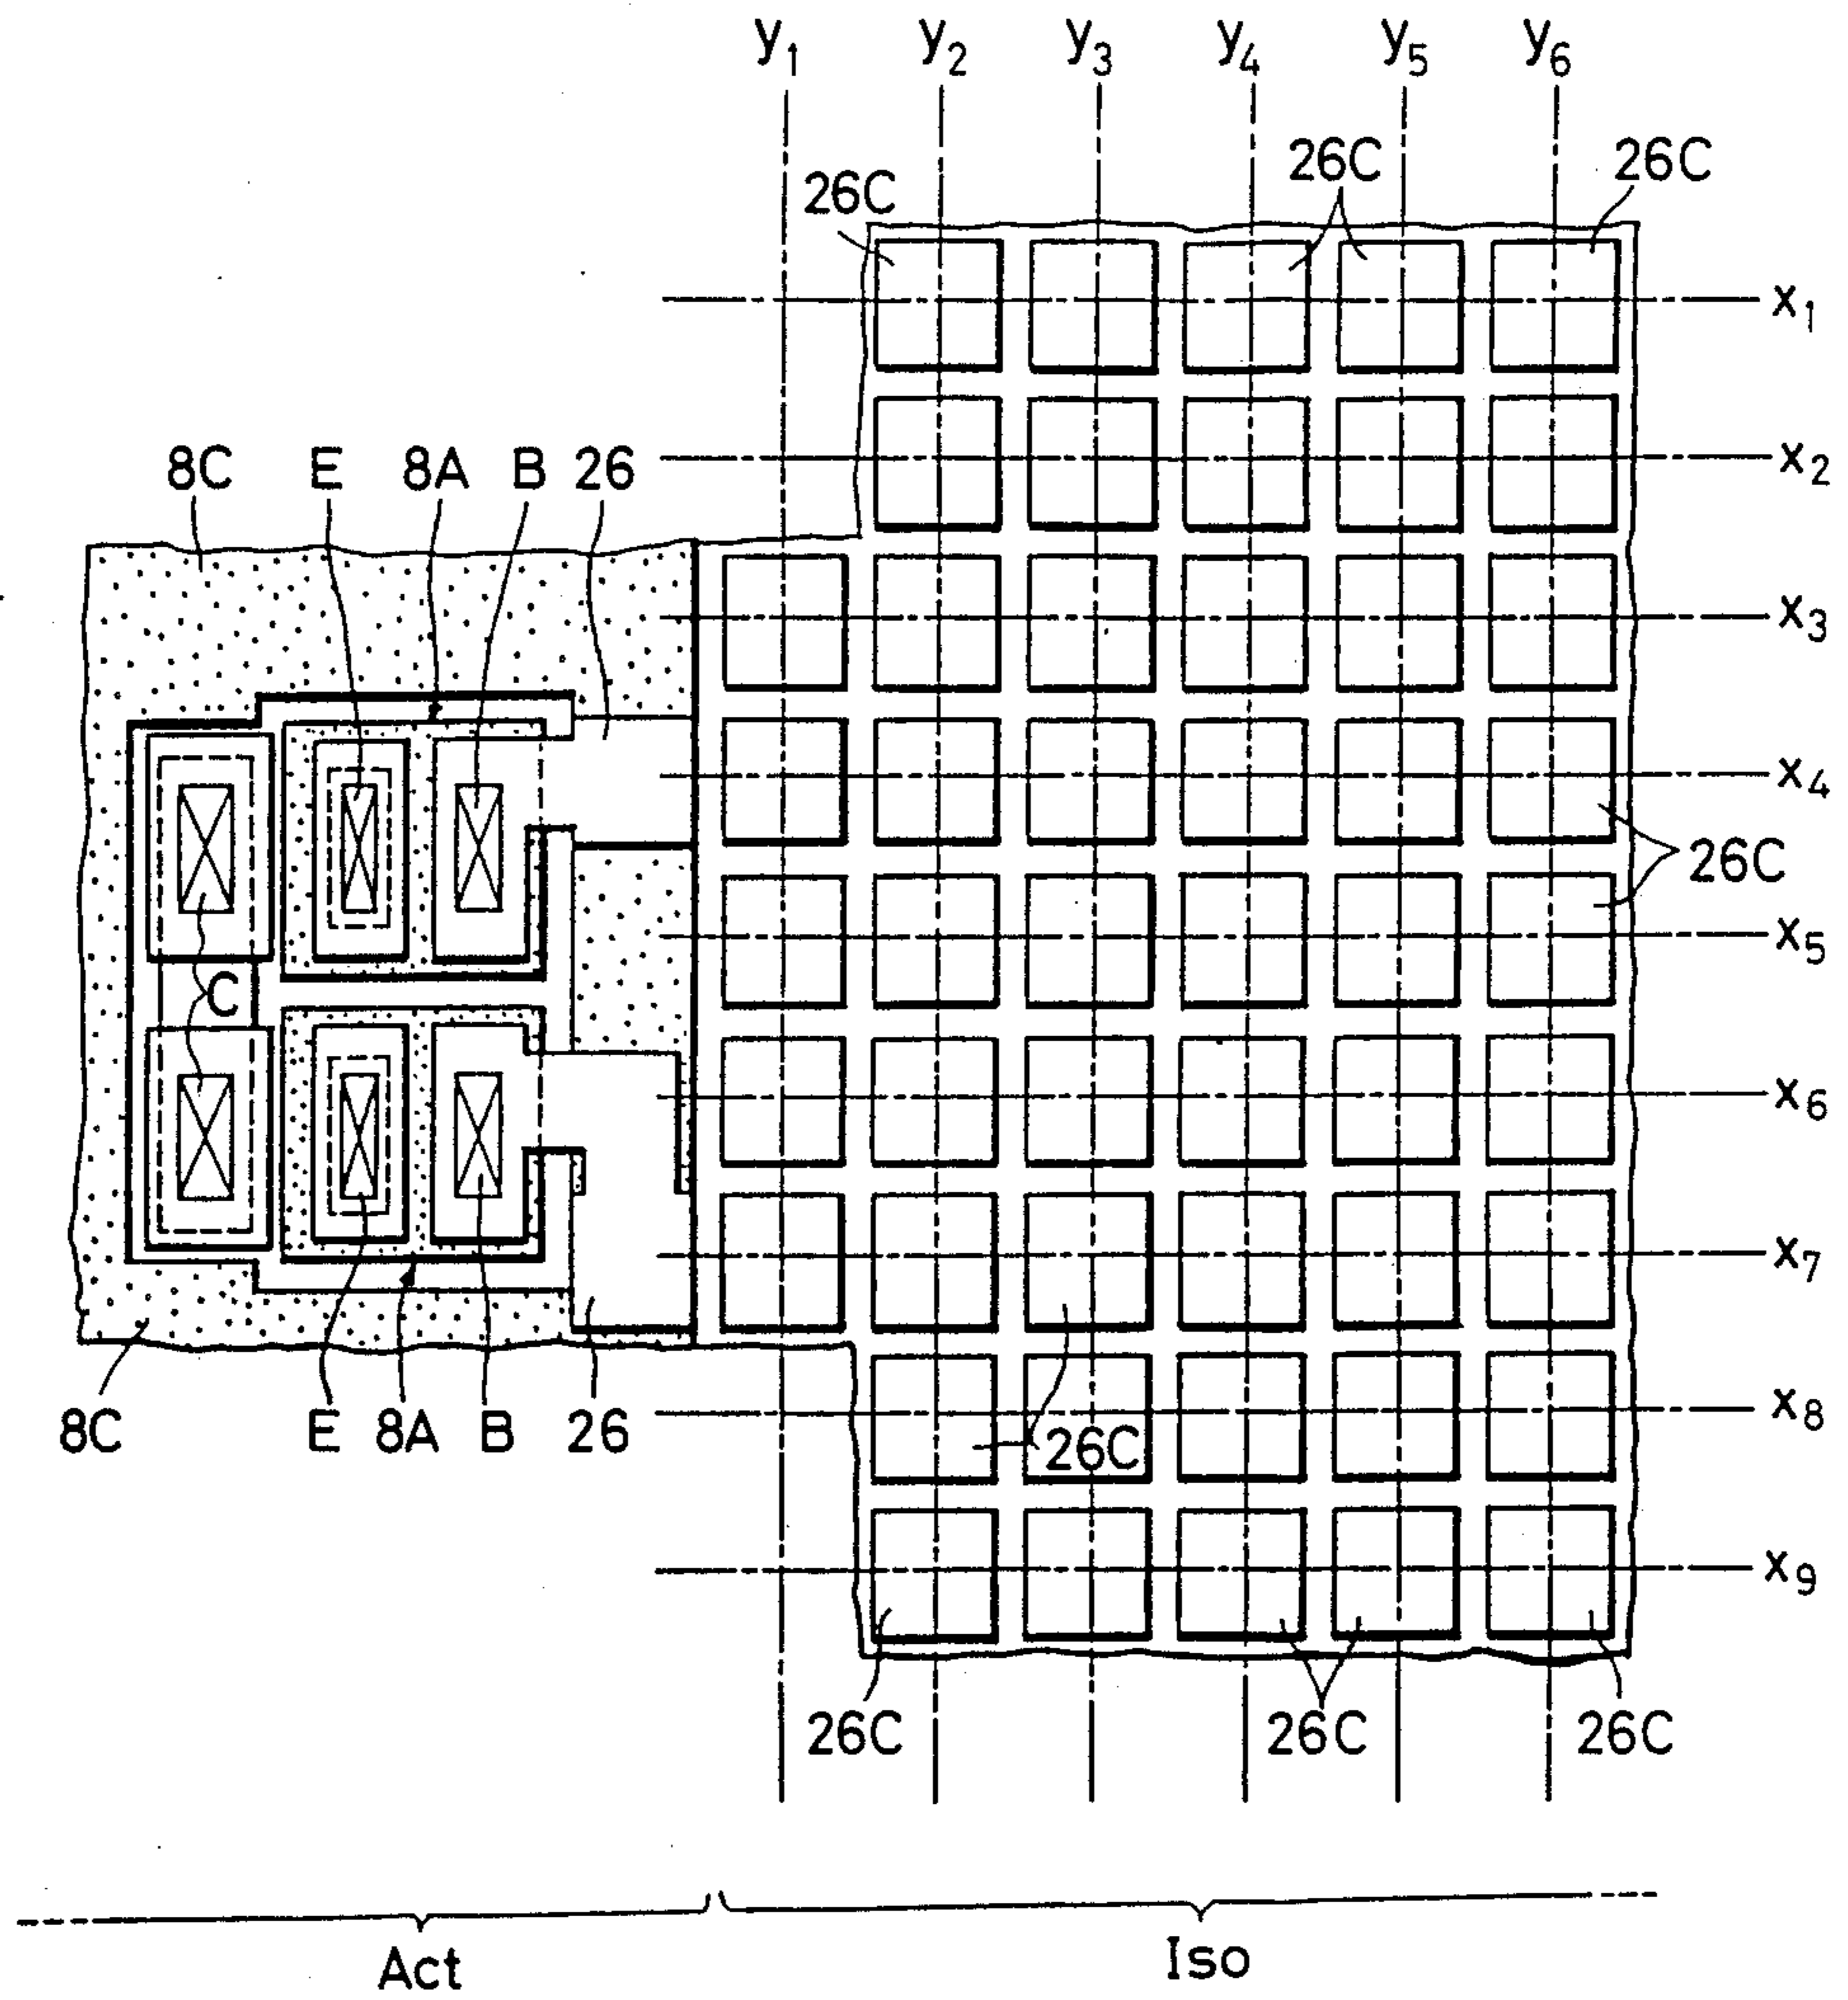 y1 y2 y3 y4 y5 y6
26C 26C 26C
x1
x2
8C E 8A B 26
x3
x4
26C
x5
C
x6
x7
x8
8C E 8A B 26 26C
x9
26C 26C 26C
Act Iso